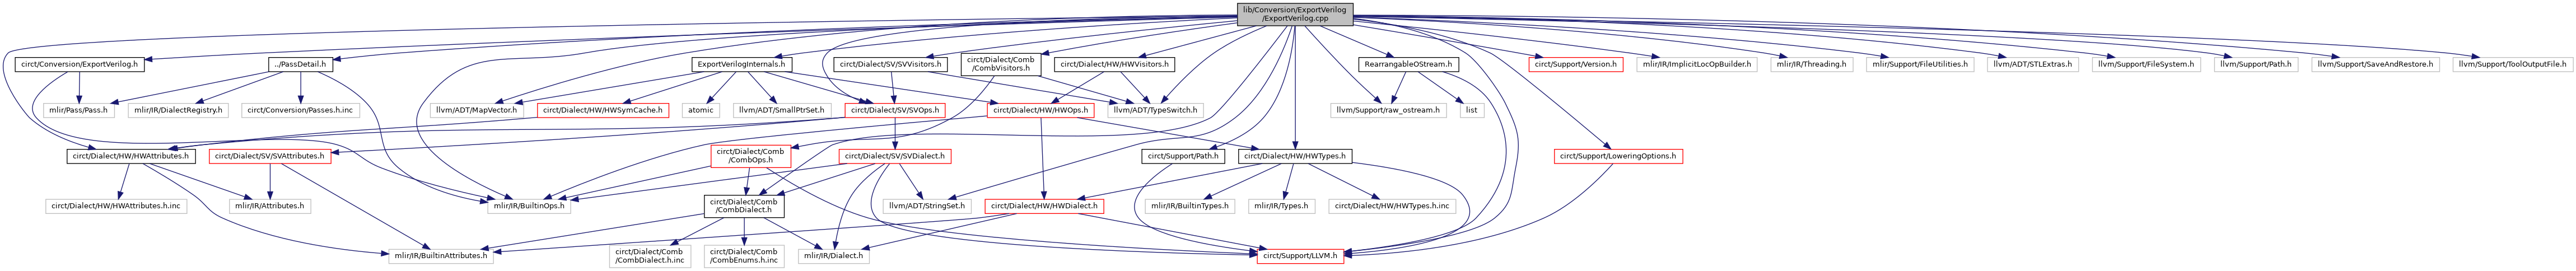 lib/Conversion/ExportVerilog
/ExportVerilog.cpp
circt/Conversion/ExportVerilog.h
../PassDetail.h
ExportVerilogInternals.h
circt/Dialect/SV/SVVisitors.h
circt/Dialect/Comb
/CombVisitors.h
circt/Dialect/HW/HWVisitors.h
RearrangableOStream.h
circt/Support/Version.h
mlir/IR/ImplicitLocOpBuilder.h
mlir/IR/Threading.h
mlir/Support/FileUtilities.h
llvm/ADT/STLExtras.h
llvm/Support/FileSystem.h
llvm/Support/Path.h
llvm/Support/SaveAndRestore.h
llvm/Support/ToolOutputFile.h
mlir/Pass/Pass.h
mlir/IR/DialectRegistry.h
circt/Conversion/Passes.h.inc
llvm/ADT/MapVector.h
circt/Dialect/HW/HWSymCache.h
atomic
llvm/ADT/SmallPtrSet.h
circt/Dialect/SV/SVOps.h
circt/Dialect/HW/HWOps.h
llvm/ADT/TypeSwitch.h
llvm/Support/raw_ostream.h
list
circt/Dialect/HW/HWAttributes.h
circt/Dialect/SV/SVAttributes.h
circt/Dialect/Comb
/CombOps.h
circt/Dialect/SV/SVDialect.h
circt/Support/Path.h
circt/Dialect/HW/HWTypes.h
circt/Support/LoweringOptions.h
circt/Dialect/HW/HWAttributes.h.inc
mlir/IR/Attributes.h
mlir/IR/BuiltinOps.h
circt/Dialect/Comb
/CombDialect.h
llvm/ADT/StringSet.h
circt/Dialect/HW/HWDialect.h
mlir/IR/BuiltinTypes.h
mlir/IR/Types.h
circt/Dialect/HW/HWTypes.h.inc
mlir/IR/BuiltinAttributes.h
circt/Dialect/Comb
/CombDialect.h.inc
circt/Dialect/Comb
/CombEnums.h.inc
mlir/IR/Dialect.h
circt/Support/LLVM.h